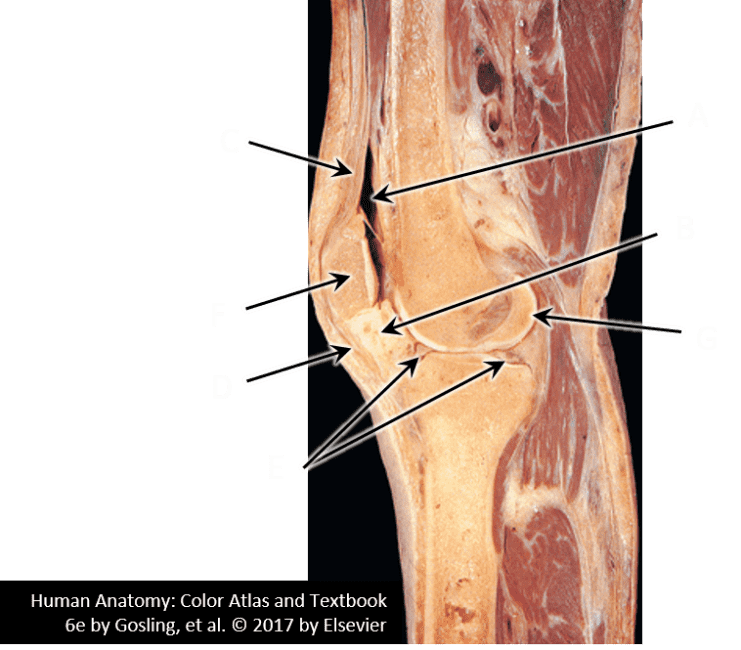 A
C
B
F
G
D
E
Human Anatomy: Color Atlas and Textbook
6e by Gosling, et al. © 2017 by Elsevier